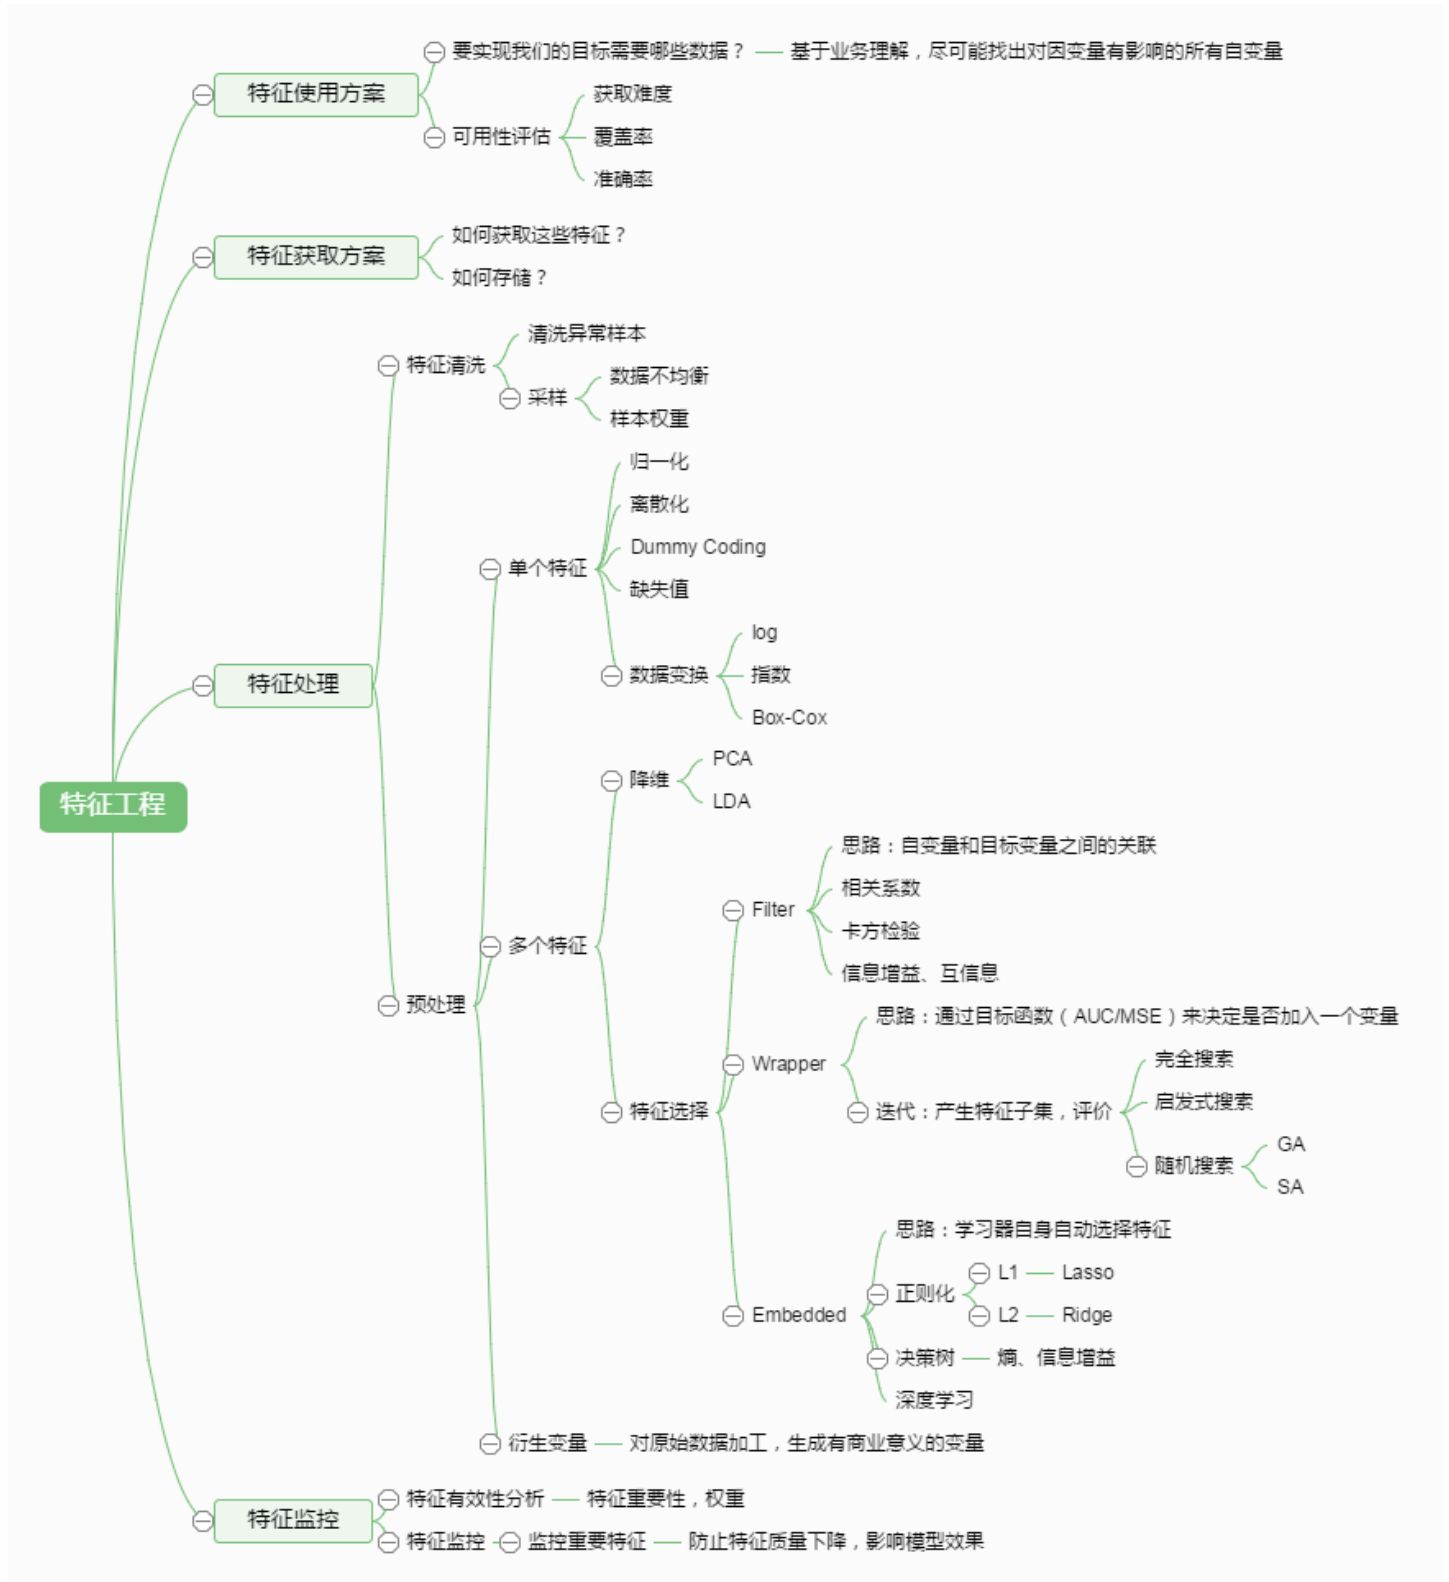 要实现我们的目标需要哪些数据？
基于业务理解，尽可能找出对因变量有影响的所有自变量
特征使用方案
获取难度
可用性评估
覆盖率
准确率
如何获取这些特征？
特征获取方案
如何存储？
清洗异常样本
特征清洗
数据不均衡
采样
样本权重
归一化
离散化
Dummy Coding
单个特征
缺失值
log
数据变换
指数
Box-Cox
特征处理
PCA
降维
LDA
特征工程
思路：自变量和目标变量之间的关联
相关系数
Filter
卡方检验
信息增益、互信息
多个特征
预处理
思路：通过目标函数（AUC/MSE）来决定是否加入一个变量
Wrapper
完全搜索
启发式搜索
迭代：产生特征子集，评价
特征选择
随机搜索
GA
SA
思路：学习器自身自动选择特征
L1
Lasso
正则化
L2
Ridge
Embedded
决策树
熵、信息增益
深度学习
衍生变量
对原始数据加工，生成有商业意义的变量
特征有效性分析
特征重要性，权重
特征监控
特征监控
监控重要特征
防止特征质量下降，影响模型效果